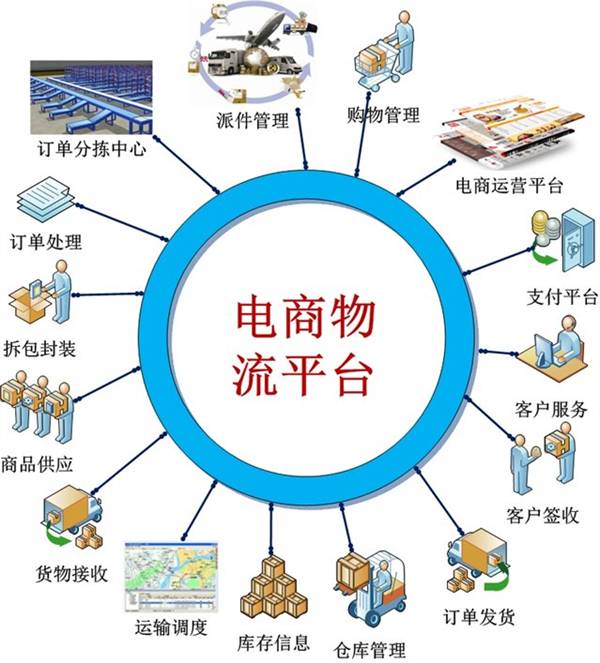 派件管理
购物管理
订单分拣中心
电商运营平台
订单处理
支付平台
拆包封装
电商物
流平台
客户服务
商品供应
客户签收
货物接收
订单发货
运输调度
库存信息
仓库管理